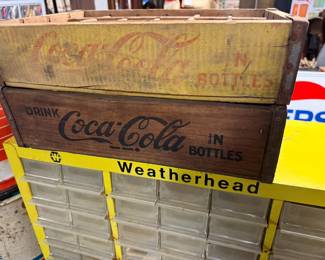 Coca-Cola IN
BOTTLES
DRINK Coca-Cola IN
BOTTLES
Weatherhead